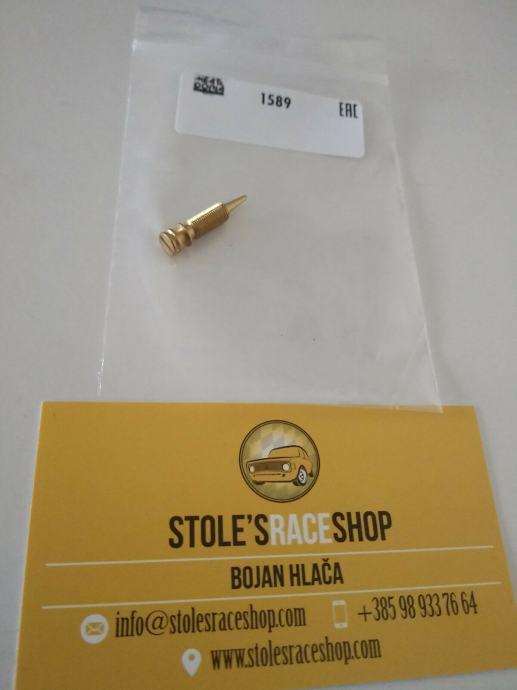 1589
EAC
STOLE'SRACESHOP
BOJAN HLAČA
info@stolesraceshop.com
+385 98 933 76 64
www.stolesraceshop.com